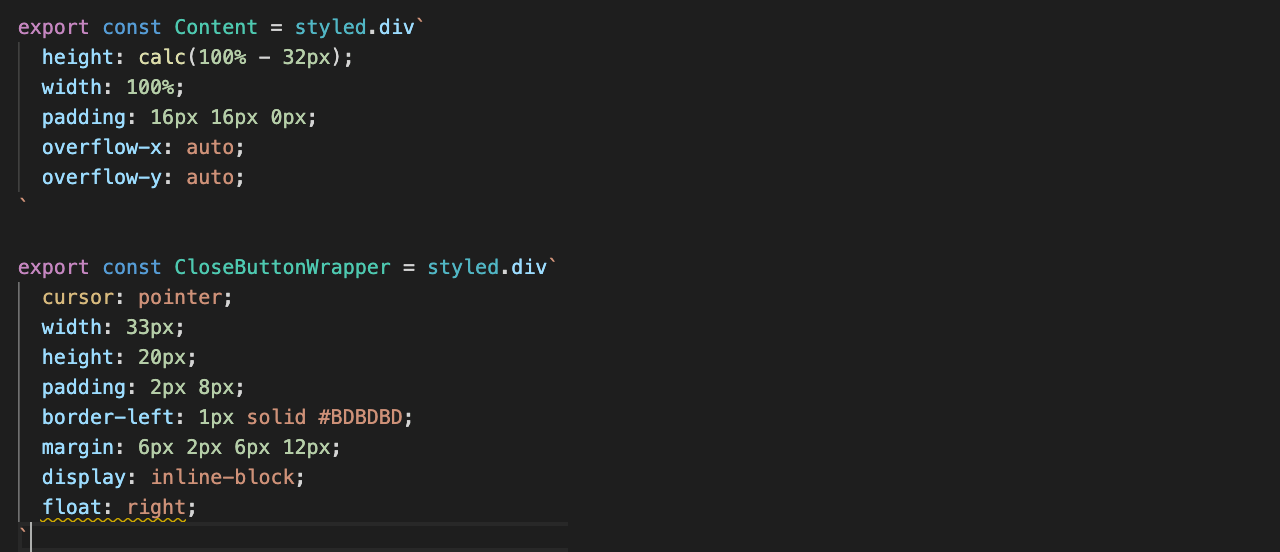 export const Content = styled.div`
  height: calc(100% - 32px);
  width: 100%;
  padding: 16px 16px 0px;
  overflow-x: auto;
  overflow-y: auto;
`

export const CloseButtonWrapper = styled.div`
  cursor: pointer;
  width: 33px;
  height: 20px;
  padding: 2px 8px;
  border-left: 1px solid #BDBDBD;
  margin: 6px 2px 6px 12px;
  display: inline-block;
  float: right;
`